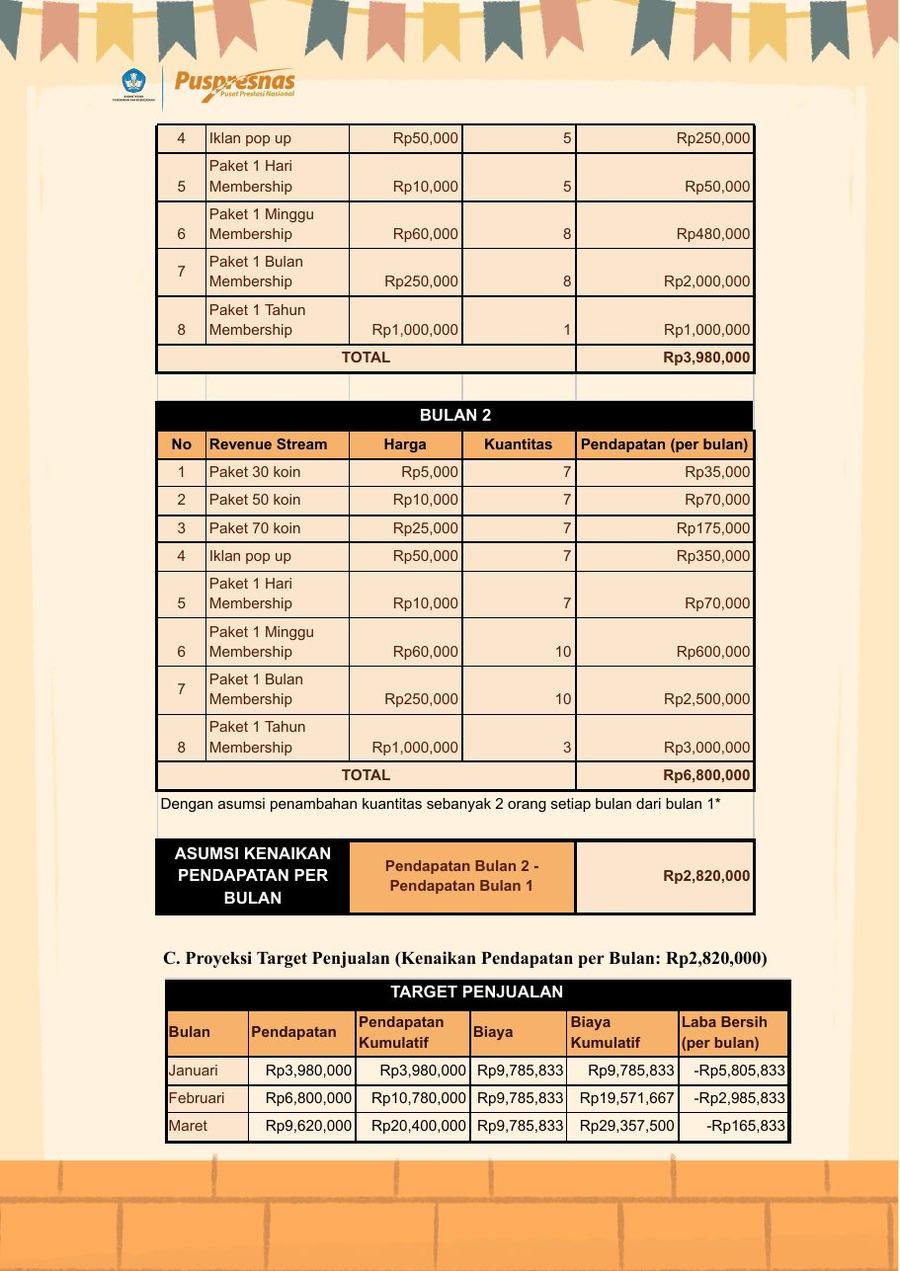 Puspresnas
Pusat Prestasi Nasional
4 Iklan pop up Rp50,000 5 Rp250,000
Paket 1 Hari
5 Membership Rp10,000 5 Rp50,000
Paket 1 Minggu
6 Membership Rp60,000 8 Rp480,000
Paket 1 Bulan
7 Membership Rp250,000 8 Rp2,000,000
Paket 1 Tahun
8 Membership Rp1,000,000 1 Rp1,000,000
TOTAL Rp3,980,000
BULAN 2
No Revenue Stream Harga Kuantitas Pendapatan (per bulan)
1 Paket 30 koin Rp5,000 7 Rp35,000
2 Paket 50 koin Rp10,000 7 Rp70,000
3 Paket 70 koin Rp25,000 7 Rp175,000
4 Iklan pop up Rp50,000 7 Rp350,000
Paket 1 Hari
5 Membership Rp10,000 7 Rp70,000
Paket 1 Minggu
6 Membership Rp60,000 10 Rp600,000
Paket 1 Bulan
7 Membership Rp250,000 10 Rp2,500,000
Paket 1 Tahun
8 Membership Rp1,000,000 3 Rp3,000,000
TOTAL Rp6,800,000
Dengan asumsi penambahan kuantitas sebanyak 2 orang setiap bulan dari bulan 1*
ASUMSI KENAIKAN
PENDAPATAN PER
BULAN
Pendapatan Bulan 2 -
Pendapatan Bulan 1
Rp2,820,000
C. Proyeksi Target Penjualan (Kenaikan Pendapatan per Bulan: Rp2,820,000)
TARGET PENJUALAN
Bulan Pendapatan Pendapatan Kumulatif Biaya Biaya Kumulatif Laba Bersih (per bulan)
Januari Rp3,980,000 Rp3,980,000 Rp9,785,833 Rp9,785,833 -Rp5,805,833
Februari Rp6,800,000 Rp10,780,000 Rp9,785,833 Rp19,571,667 -Rp2,985,833
Maret Rp9,620,000 Rp20,400,000 Rp9,785,833 Rp29,357,500 -Rp165,833